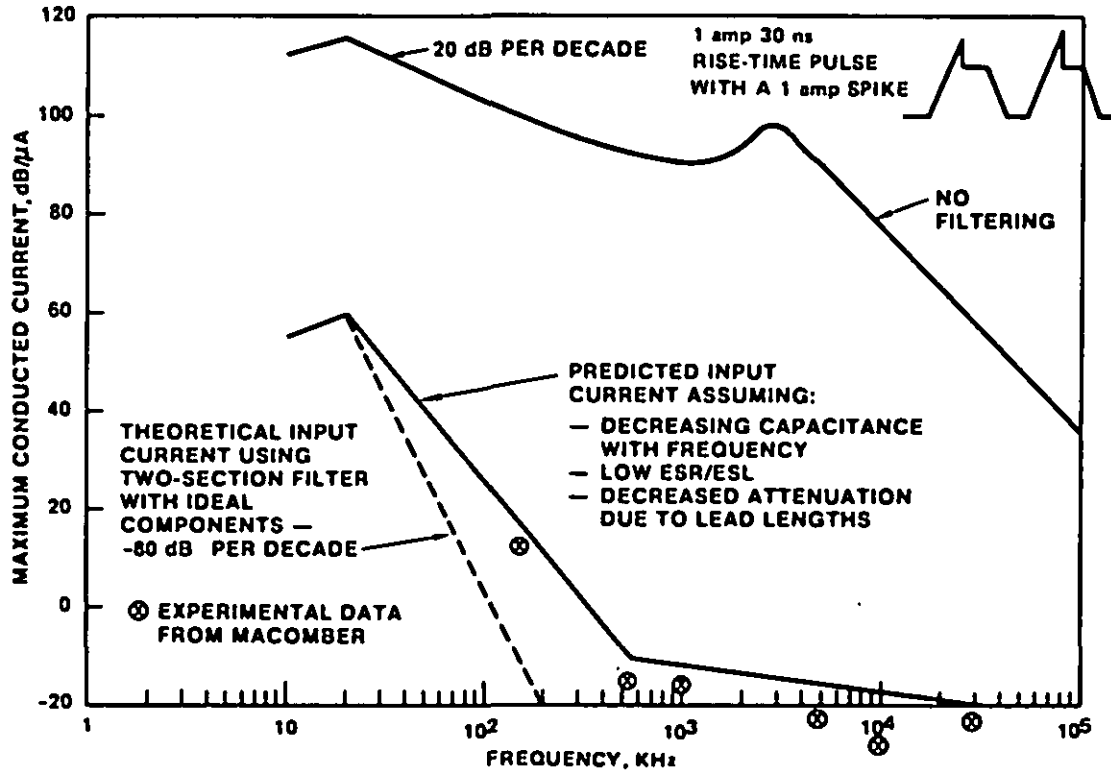 120
100
80
60
40
20
0
-20
MAXIMUM CONDUCTED CURRENT, dB/µA
20 dB PER DECADE
1 amp 30 ns
RISE-TIME PULSE
WITH A 1 amp SPIKE
NO
FILTERING
PREDICTED INPUT
CURRENT ASSUMING:
— DECREASING CAPACITANCE
WITH FREQUENCY
— LOW ESR/ESL
— DECREASED ATTENUATION
DUE TO LEAD LENGTHS
THEORETICAL INPUT
CURRENT USING
TWO-SECTION FILTER
WITH IDEAL
COMPONENTS —
-80 dB PER DECADE
⊗ EXPERIMENTAL DATA
FROM MACOMBER
1 10 10² 10³ 10⁴ 10⁵
FREQUENCY, KHz